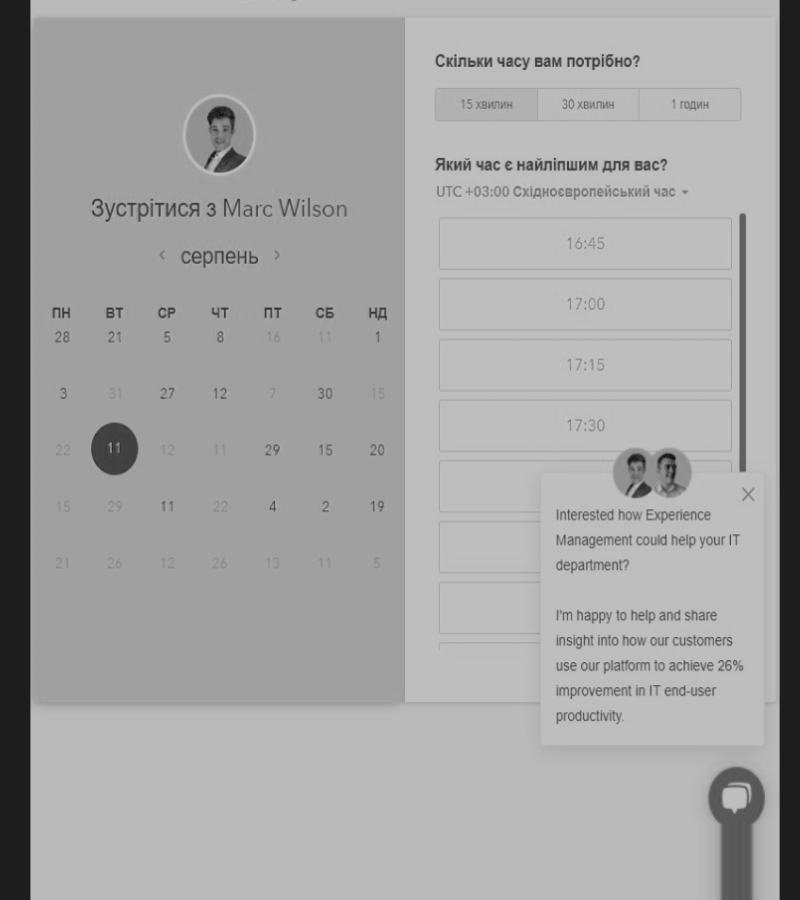 Зустрітися з Marc Wilson
серпень
ПН ВТ СР ЧТ ПТ СБ НД
28 21 5 8 16 11 1
3 31 27 12 7 30 15
22 11 12 11 29 15 20
15 29 11 22 4 2 19
21 26 12 26 13 11 5
Скільки часу вам потрібно?
15 хвилин 30 хвилин 1 годин
Який час є найліпшим для вас?
UTC +03:00 Східноєвропейський час
16:45
17:00
17:15
17:30
Interested how Experience
Management could help your IT
department?
I'm happy to help and share
insight into how our customers
use our platform to achieve 26%
improvement in IT end-user
productivity.